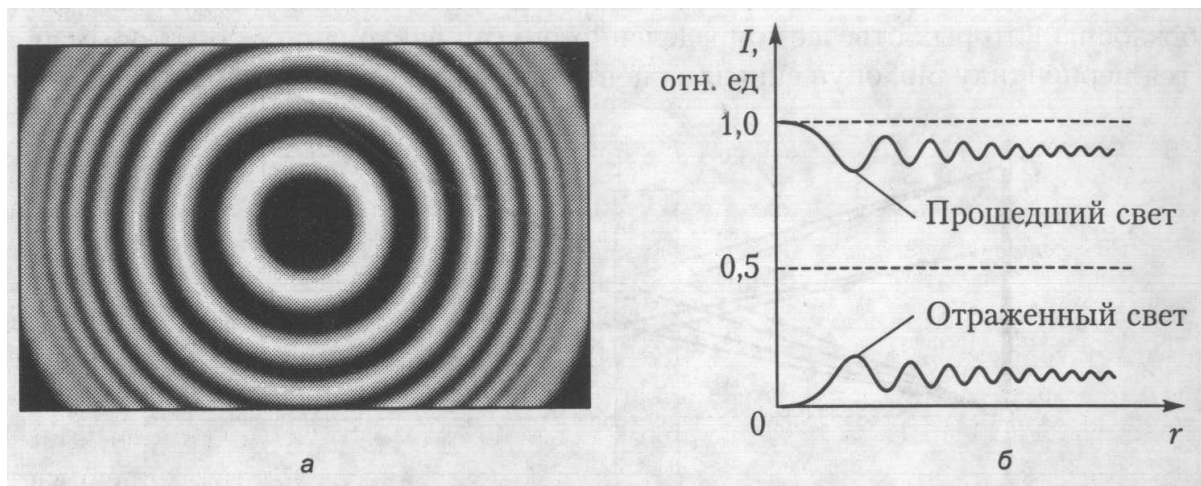 I,
отн. ед
1,0
Прошедший свет
0,5
Отраженный свет
0
r
а
б